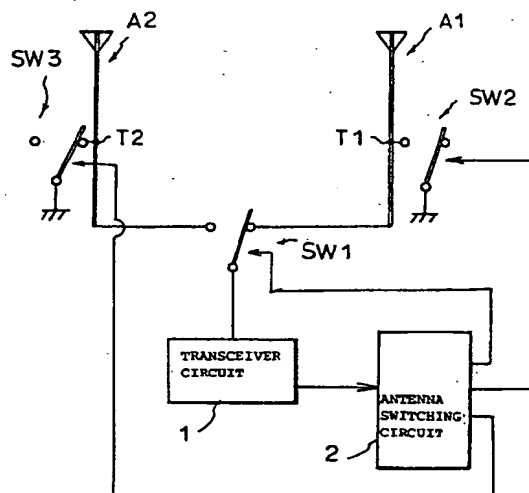 A2
A1
SW3
SW2
T2
T1
SW1
TRANSCEIVER
CIRCUIT
1
ANTENNA
SWITCHING
CIRCUIT
2